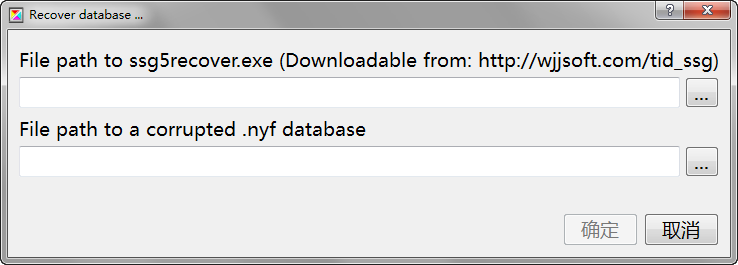 Recover database ...
File path to ssg5recover.exe (Downloadable from: http://wjjsoft.com/tid_ssg)
...
File path to a corrupted .nyf database
...
确定 取消